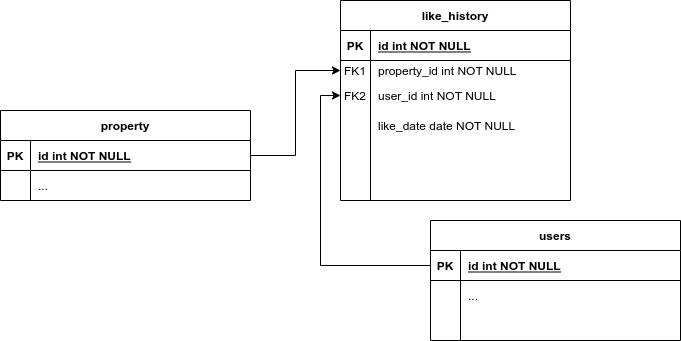 like_history
PK id int NOT NULL
FK1 property_id int NOT NULL
FK2 user_id int NOT NULL
like_date date NOT NULL
property
PK id int NOT NULL
...
users
PK id int NOT NULL
...